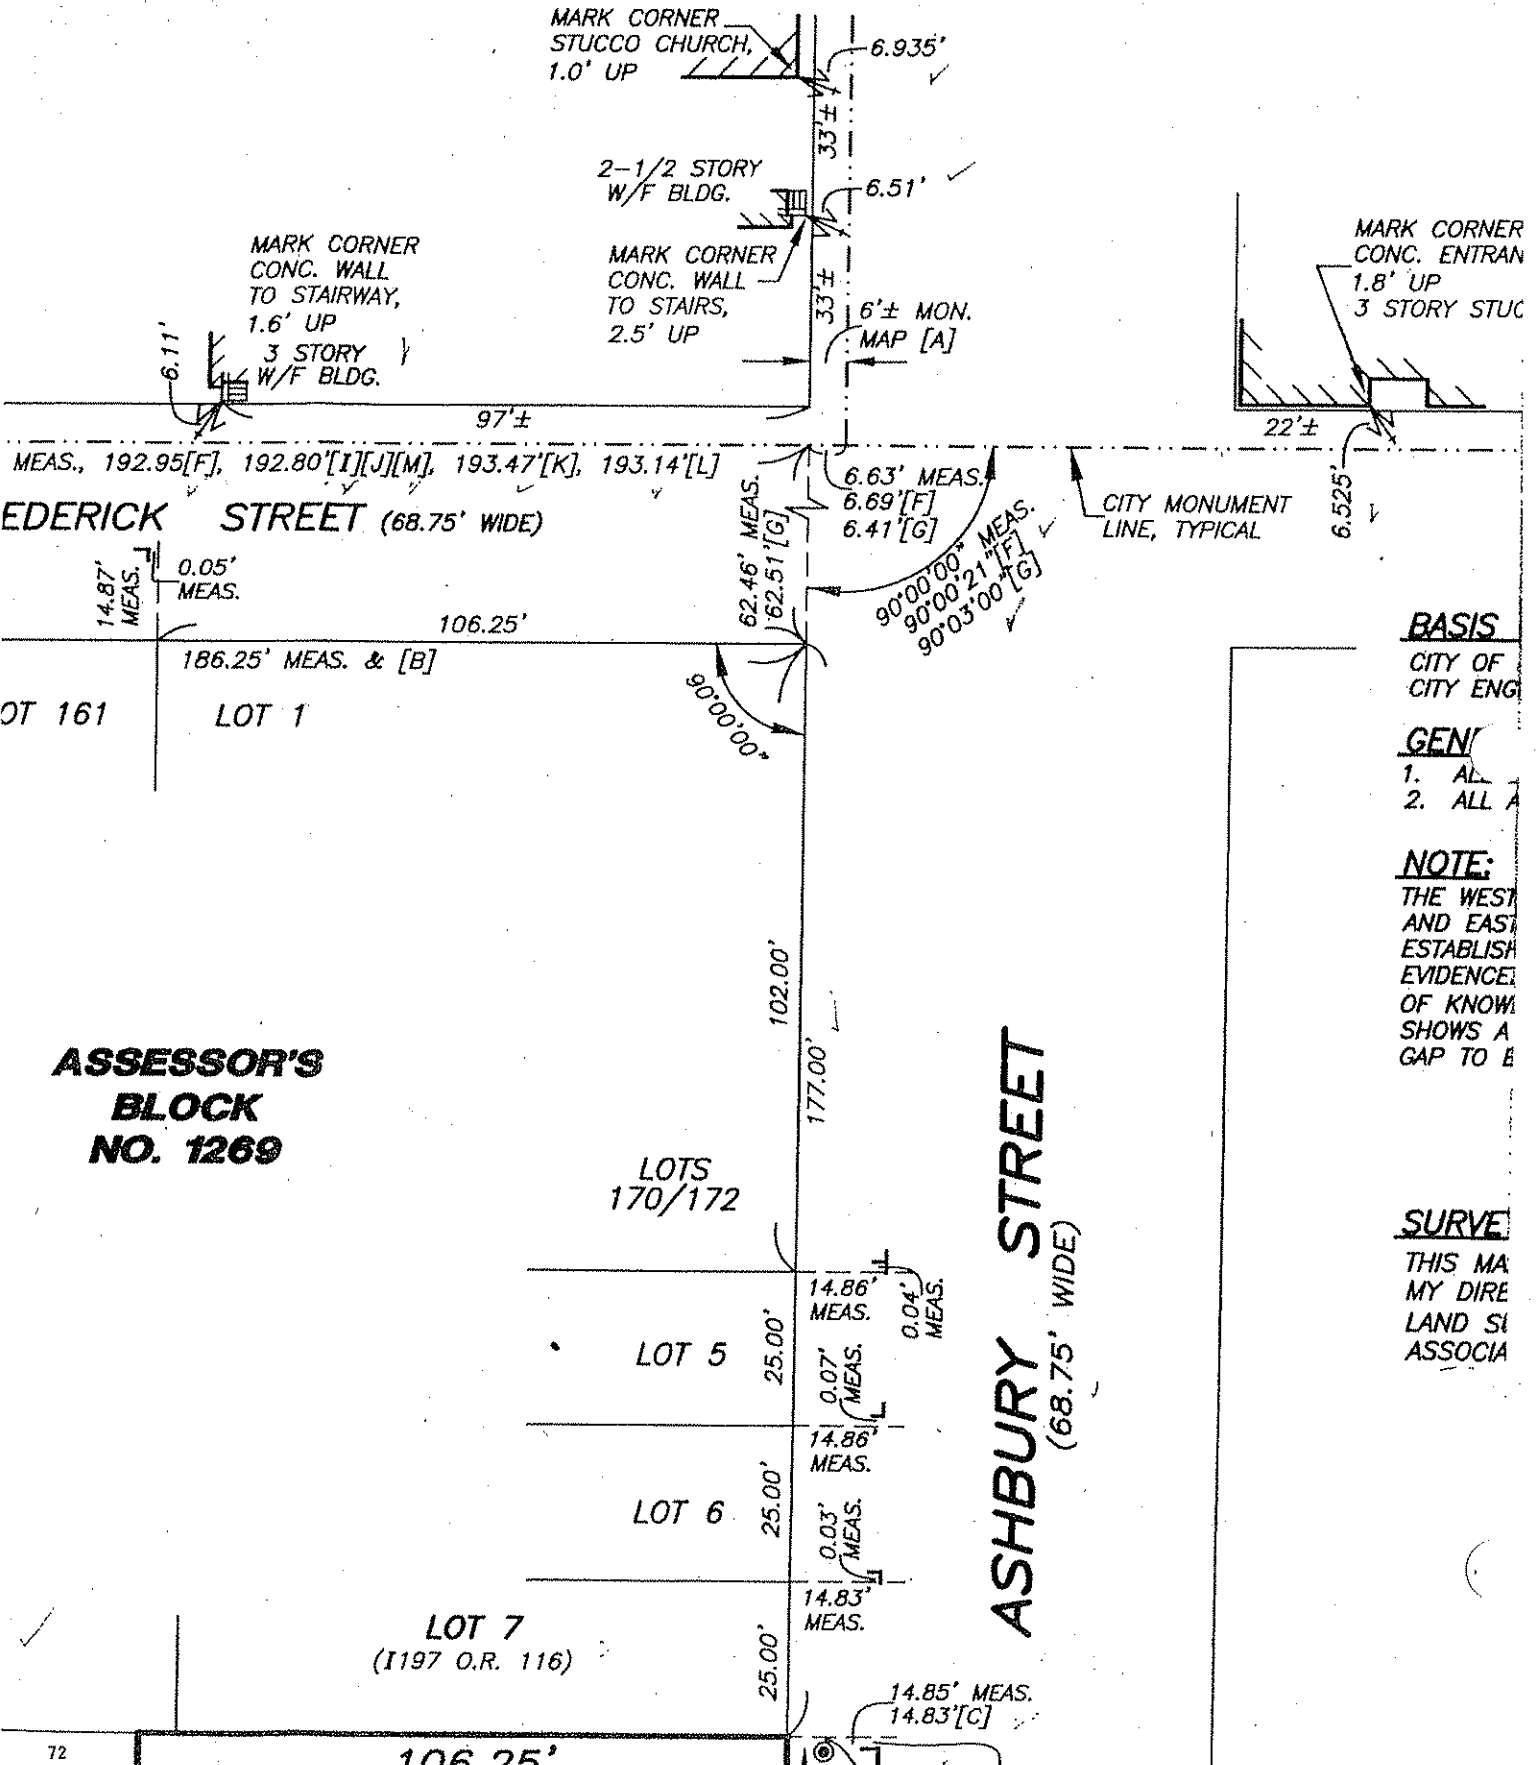 MARK CORNER
STUCCO CHURCH,
1.0' UP
6.935'
33'±
2-1/2 STORY
W/F BLDG.
6.51'
MARK CORNER
CONC. WALL
TO STAIRS,
2.5' UP
33'±
6'± MON.
MAP [A]
MARK CORNER
CONC. WALL
TO STAIRWAY,
1.6' UP
3 STORY
W/F BLDG.
6.11'
97'±
MARK CORNER
CONC. ENTRAN
1.8' UP
3 STORY STUC
22'±
6.525'
MEAS., 192.95[F], 192.80'[I][J][M], 193.47'[K], 193.14'[L]
EDERICK STREET (68.75' WIDE)
6.63' MEAS.
6.69'[F]
6.41'[G]
62.46' MEAS.
62.51'[G]
90°00'00" MEAS.
90°00'21"[F]
90°03'00"[G]
CITY MONUMENT
LINE, TYPICAL
14.87'
MEAS.
0.05'
MEAS.
106.25'
186.25' MEAS. & [B]
90°00'00"
OT 161
LOT 1
BASIS
CITY OF
CITY ENG
1.
2. ALL A
NOTE:
THE WEST
AND EAST
ESTABLISH
EVIDENCE
OF KNOW
SHOWS A
GAP TO
102.00'
177.00'
ASSESSOR'S
BLOCK
NO. 1269
LOTS
170/172
14.86'
MEAS.
0.04'
MEAS.
LOT 5
25.00'
0.07'
MEAS.
14.86'
MEAS.
LOT 6
25.00'
0.03'
MEAS.
14.83'
MEAS.
ASHBURY STREET
(68.75' WIDE)
SURVE
THIS MA
MY DIRE
LAND SU
ASSOCIA
LOT 7
(I197 O.R. 116)
25.00'
14.85' MEAS.
14.83'[C]
72
106.25'